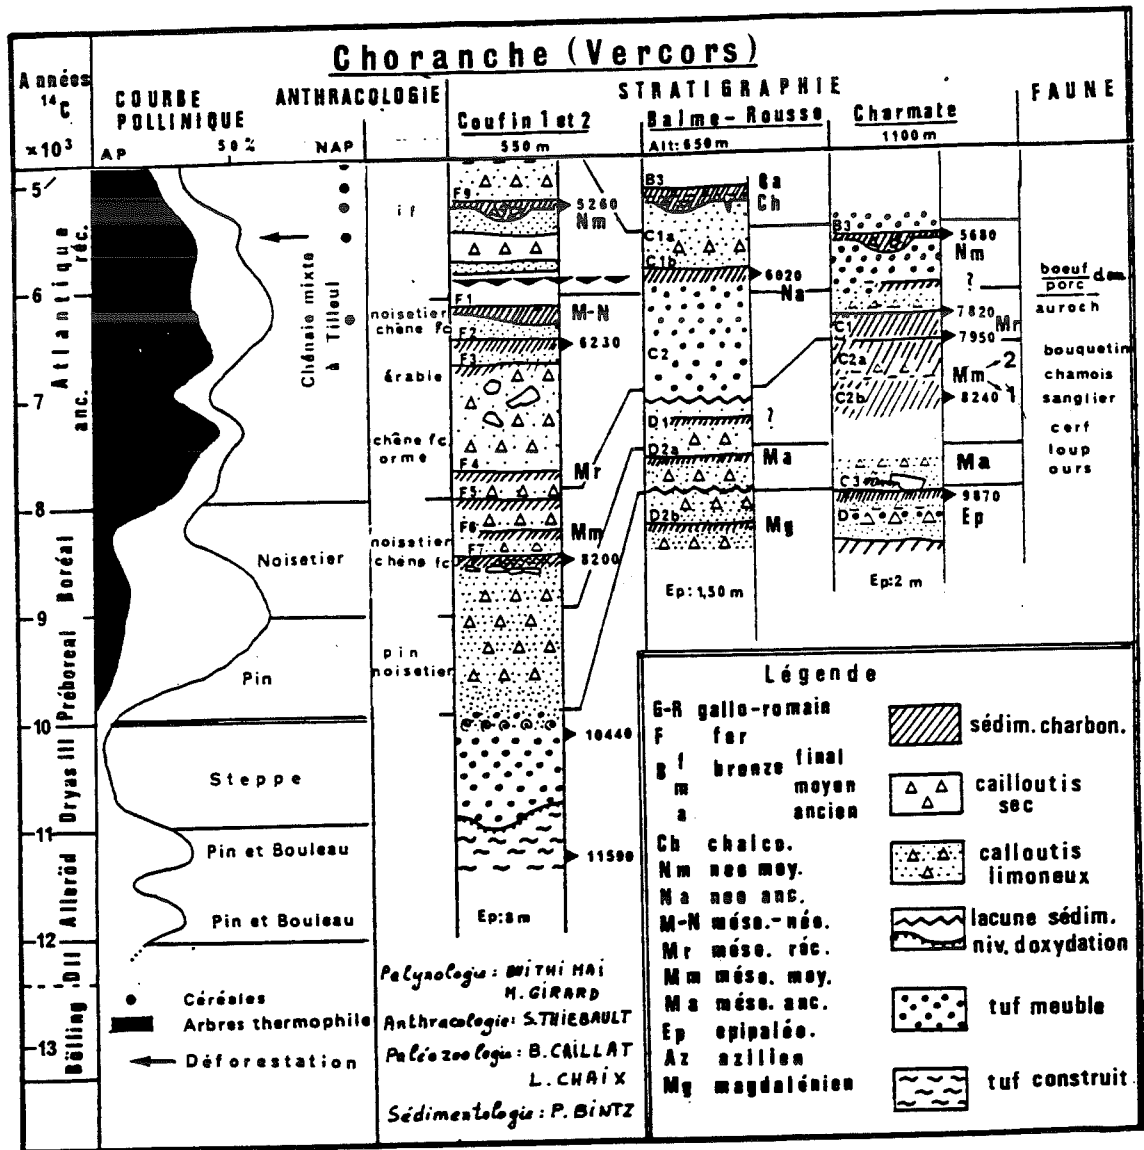 Choranche (Vercors)
Années
14C
×10³
COURBE
POLLINIQUE
AP 50% NAP
ANTHRACOLOGIE
STRATIGRAPHIE
Coufin 1 et 2
550 m
Balme-Rousse
Alt: 650 m
Charmate
1100 m
FAUNE
5
6
7
8
9
10
11
12
13
Atlantique
réc.
anc.
Boréal
Préboreal
Dryas III
Alleröd
DII
Bölling
Chênaie mixte
à Tilleul
Noisetier
Pin
Steppe
Pin et Bouleau
Pin et Bouleau
Céréales
Arbres thermophile
Déforestation
if
noisetier
chêne fc
érable
chêne fc
orme
noisetier
chêne fc
pin
noisetier
F9
5260
Nm
F1
M-N
F2
6230
F3
F4
Mr
F5
F6
Mm
F7
8200
10440
11590
Ep: 8m
B3
Ba
Ch
C1a
C1b
6020
Na
C2
D1
?
D2a
Ma
D2b
Mg
Ep: 1,50 m
B3
5680
Nm
?
7820
C1
Mr
7950
C2a
Mm 2
C2b
8240 1
Ma
C3
9870
D
Ep
Ep: 2 m
boeuf dom
porc
auroch
bouquetin
chamois
sanglier
cerf
loup
ours
Palynologie: 
M. GIRARD
Anthracologie: S. THIEBAULT
Paléozoologie: B. CAILLAT
L. CHAIX
Sédimentologie: P. BINTZ
Légende
G-R gallo-romain
F fer
B f bronze final
m moyen
a ancien
Ch chalco.
Nm neo moy.
Na neo anc.
M-N méso.-néo.
Mr méso. réc.
Mm méso. moy.
Ma méso. anc.
Ep epipaléo.
Az azilien
Mg magdalénien
sédim. charbon.
cailloutis
sec
calloutis
limoneux
lacune sédim.
niv. doxydation
tuf meuble
tuf construit